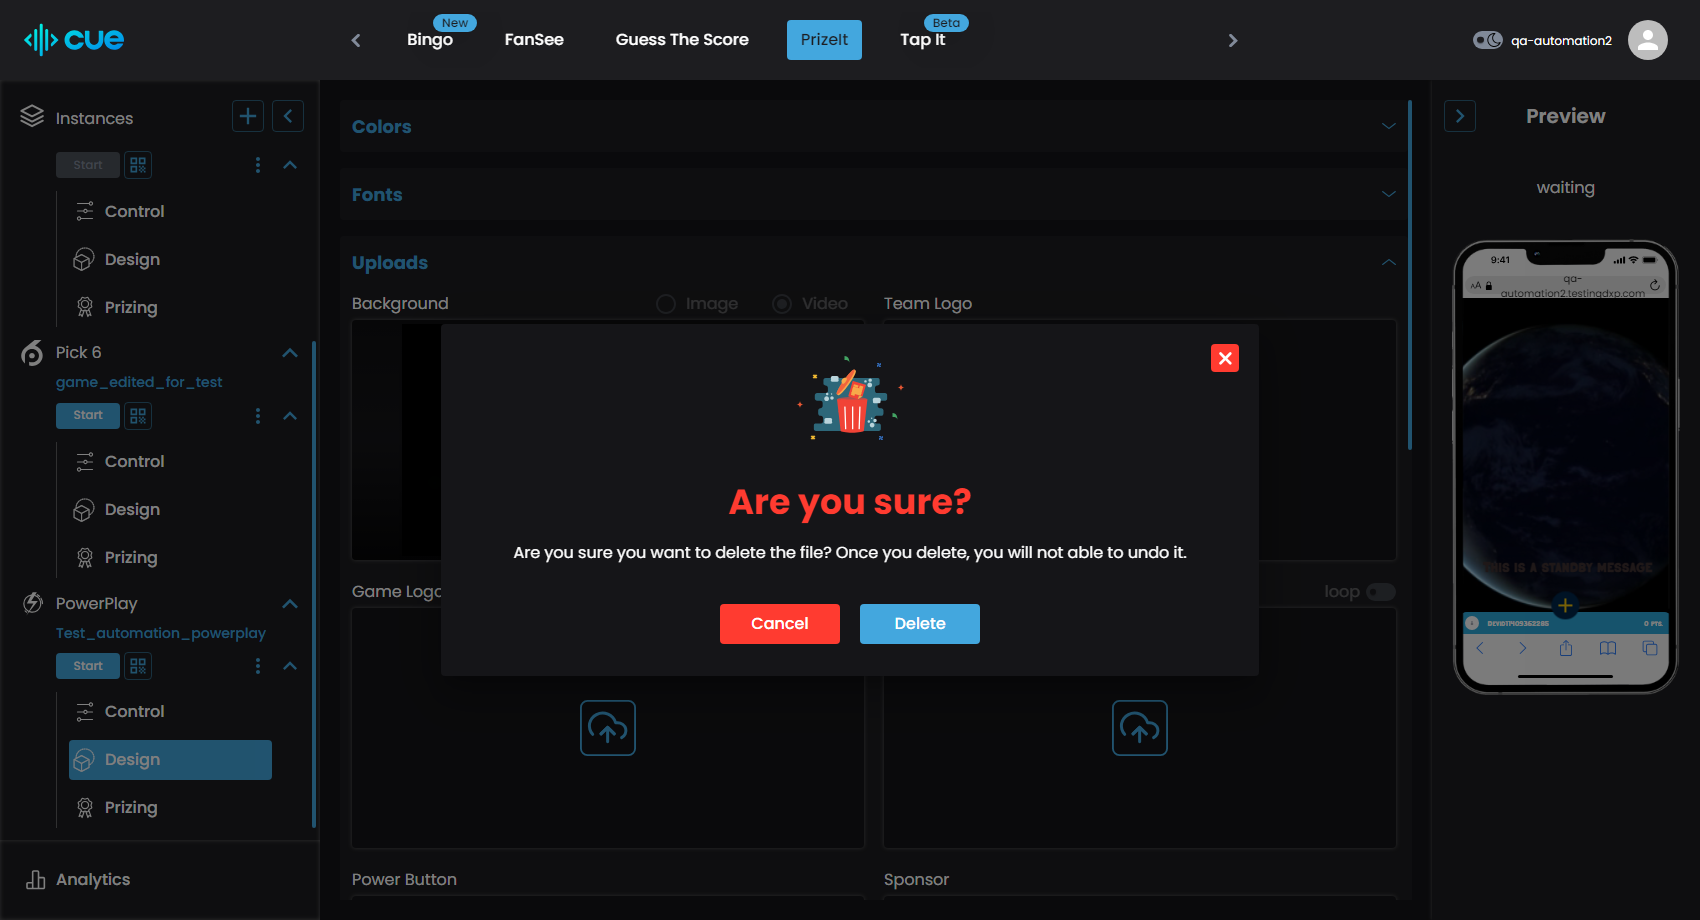 cue
New
Bingo
FanSee
Guess The Score
PrizeIt
Beta
Tap It
qa-automation2
Instances
Start
Control
Design
Prizing
Pick 6
game_edited_for_test
Start
Control
Design
Prizing
PowerPlay
Test_automation_powerplay
Start
Control
Design
Prizing
Analytics
Colors
Fonts
Uploads
Background
Image
Video
Team Logo
Game Logo
loop
Power Button
Sponsor
Are you sure?
Are you sure you want to delete the file? Once you delete, you will not able to undo it.
Cancel
Delete
Preview
waiting
9:41
AA
qa-
automation2.testingdxp.com
THIS IS A STANDBY MESSAGE
0 PTS.